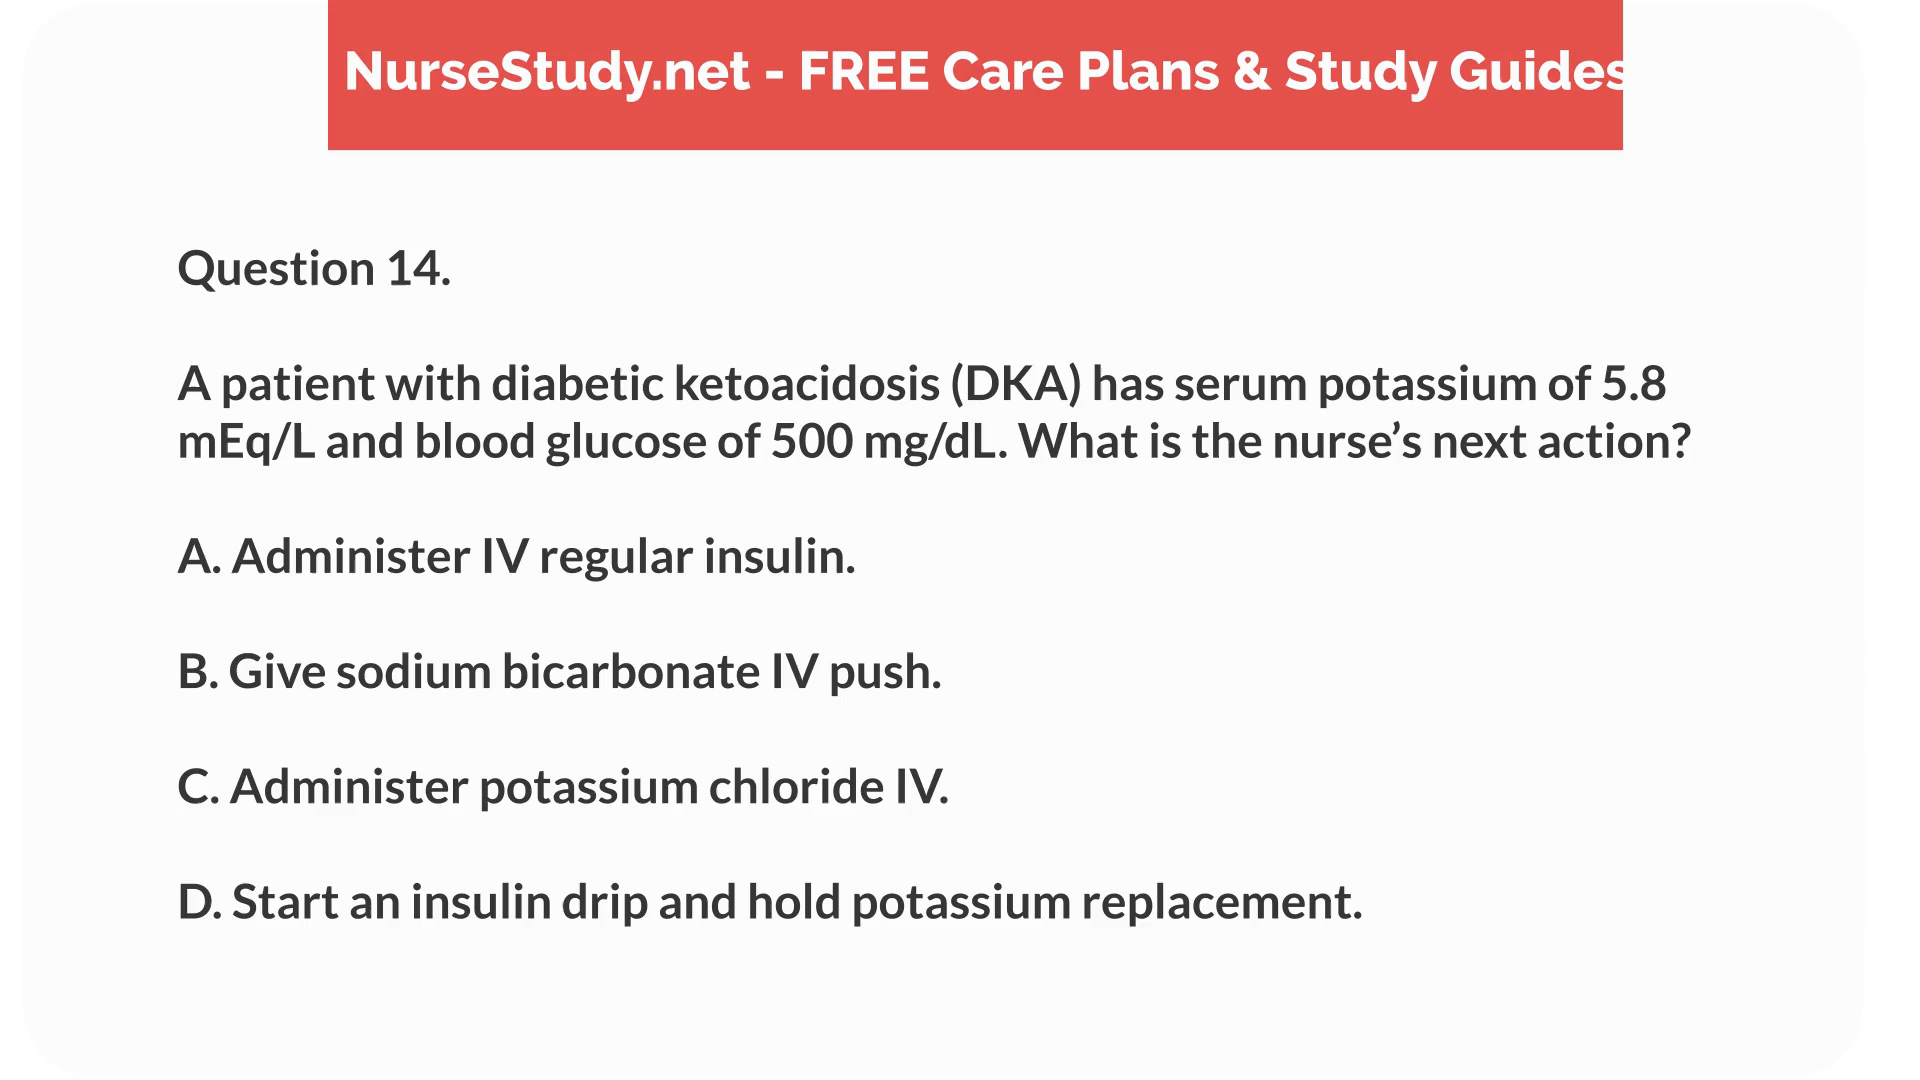 NurseStudy.net - FREE Care Plans & Study Guides
Question 14.
A patient with diabetic ketoacidosis (DKA) has serum potassium of 5.8
mEq/L and blood glucose of 500 mg/dL. What is the nurse’s next action?
A. Administer IV regular insulin.
B. Give sodium bicarbonate IV push.
C. Administer potassium chloride IV.
D. Start an insulin drip and hold potassium replacement.